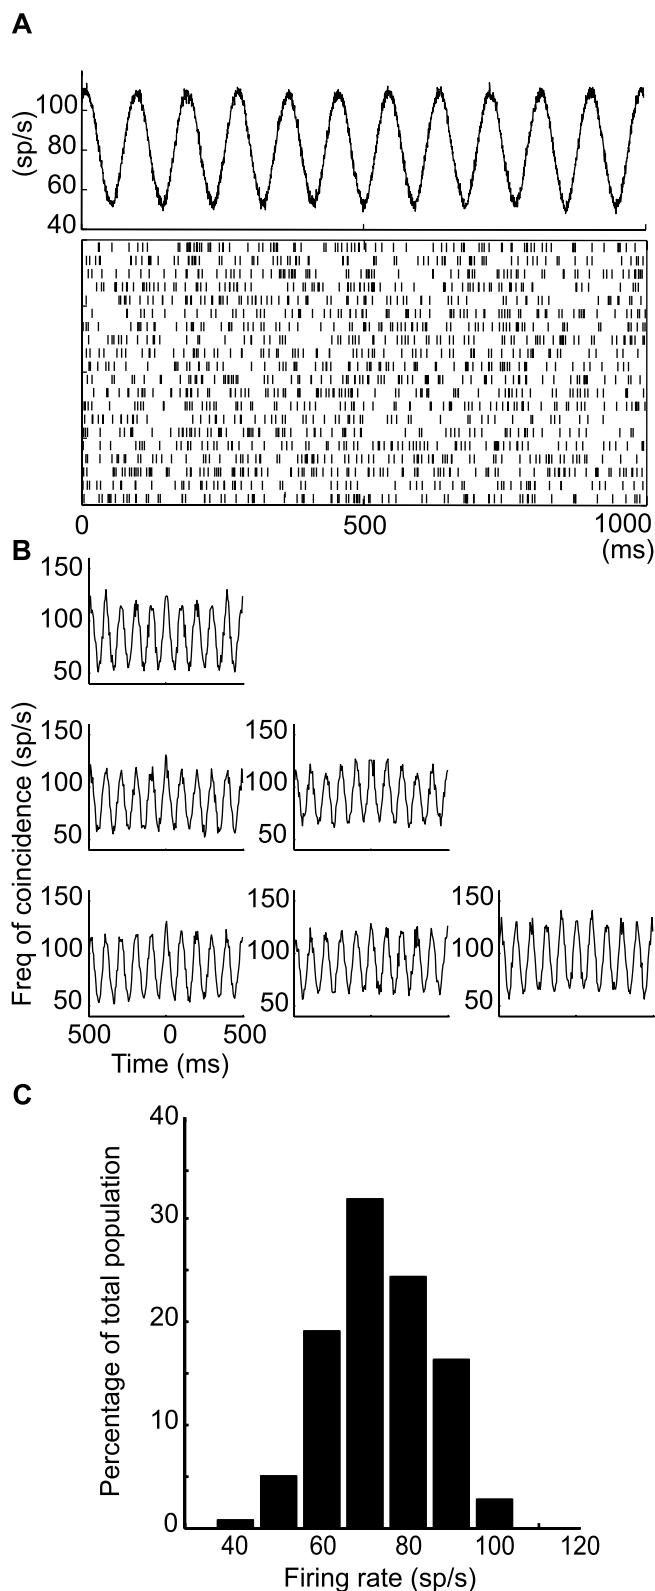 A
(sp/s)
100
80
60
40
0 500 1000
(ms)
B
Freq of coincidence (sp/s)
150
100
50
150 150
100 100
50 50
150 150 150
100 100 100
50 50 50
500 0 500
Time (ms)
C
Percentage of total population
40
30
20
10
0
40 60 80 100 120
Firing rate (sp/s)